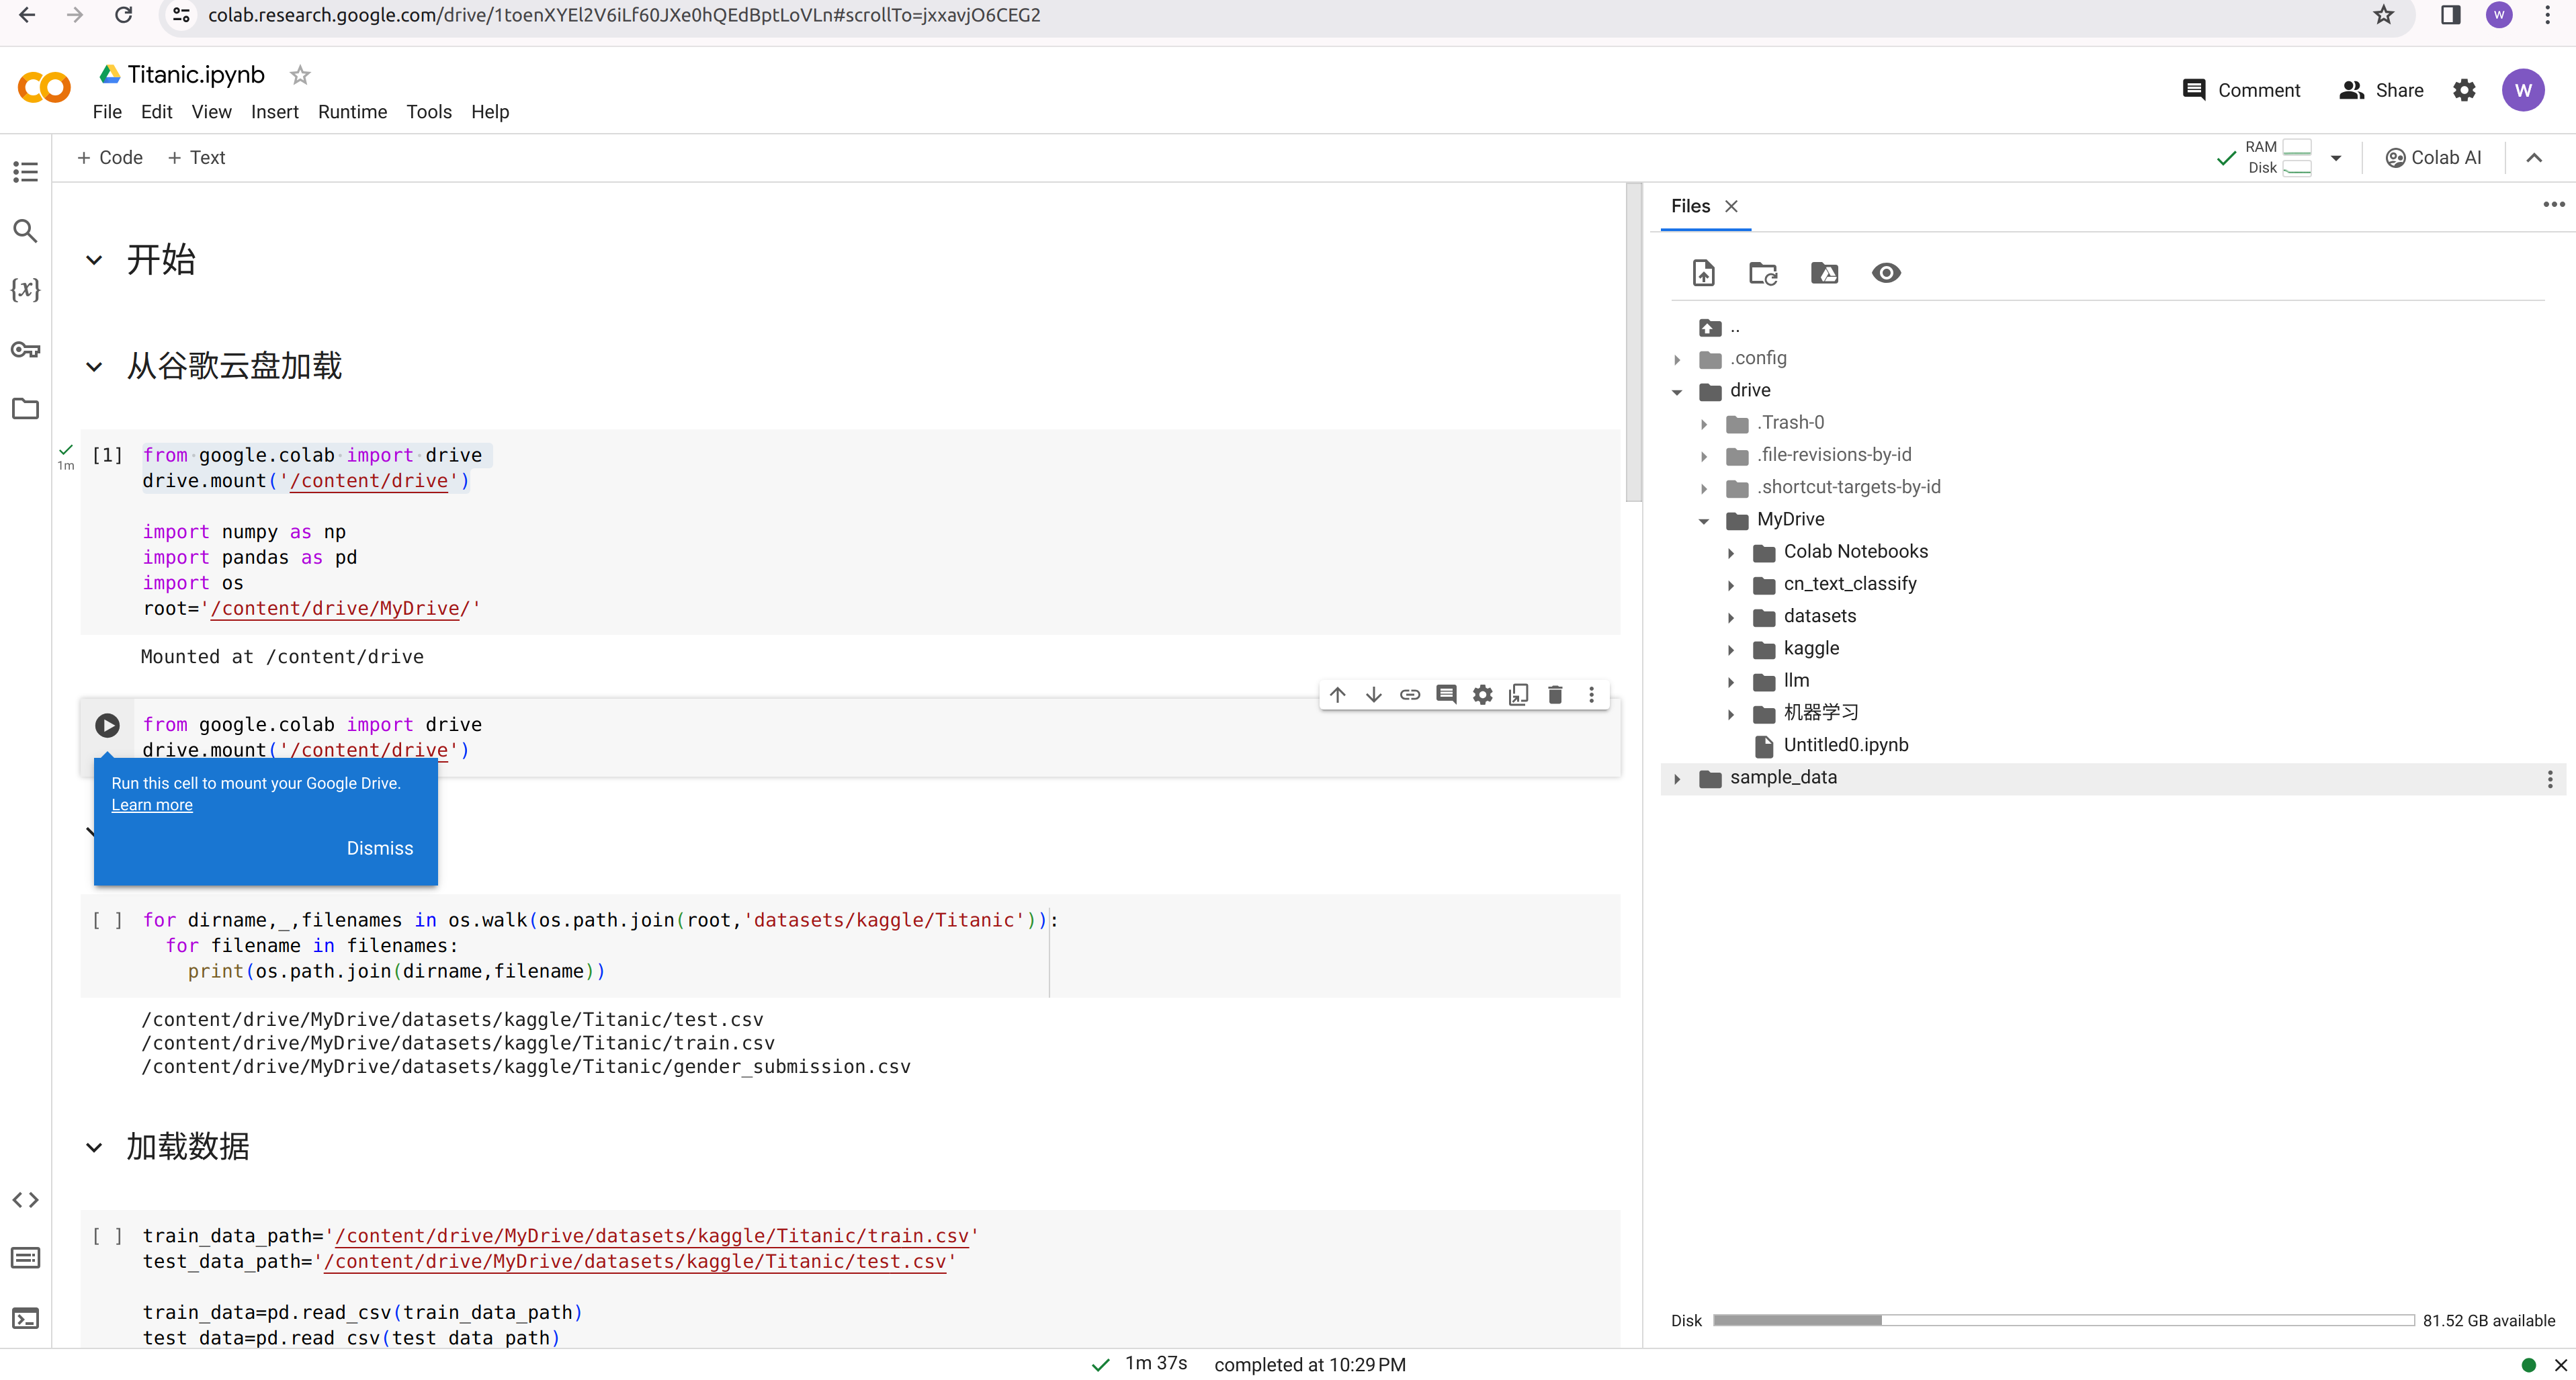 colab.research.google.com/drive/1toenXYEl2V6iLf60JXe0hQEdBptLoVLn#scrollTo=jxxavjO6CEG2
W
Titanic.ipynb
File Edit View Insert Runtime Tools Help
Comment
Share
W
+ Code + Text
RAM
Disk
Colab AI
开始
从谷歌云盘加载
1m
[1] from google.colab import drive
drive.mount('/content/drive')
import numpy as np
import pandas as pd
import os
root='/content/drive/MyDrive/'
Mounted at /content/drive
from google.colab import drive
drive.mount('/content/drive')
Run this cell to mount your Google Drive.
Learn more
Dismiss
[ ] for dirname,_,filenames in os.walk(os.path.join(root,'datasets/kaggle/Titanic')):
for filename in filenames:
print(os.path.join(dirname,filename))
/content/drive/MyDrive/datasets/kaggle/Titanic/test.csv
/content/drive/MyDrive/datasets/kaggle/Titanic/train.csv
/content/drive/MyDrive/datasets/kaggle/Titanic/gender_submission.csv
加载数据
[ ] train_data_path='/content/drive/MyDrive/datasets/kaggle/Titanic/train.csv'
test_data_path='/content/drive/MyDrive/datasets/kaggle/Titanic/test.csv'
train_data=pd.read_csv(train_data_path)
test_data=pd.read_csv(test_data_path)
Files
..
.config
drive
.Trash-0
.file-revisions-by-id
.shortcut-targets-by-id
MyDrive
Colab Notebooks
cn_text_classify
datasets
kaggle
llm
机器学习
Untitled0.ipynb
sample_data
Disk
81.52 GB available
1m 37s completed at 10:29 PM